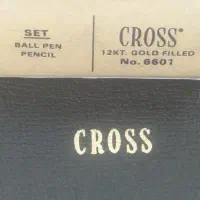 SET
BALL PEN
PENCIL
CROSS®
12KT. GOLD FILLED
No. 6601
CROSS